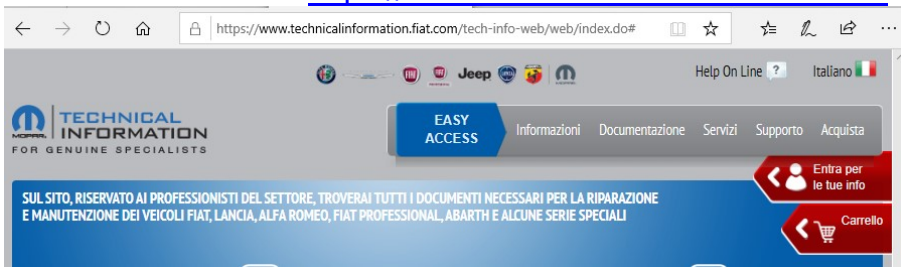 https://www.technicalinformation.fiat.com/tech-info-web/web/index.do#
Jeep
Help On Line ?
Italiano
MOPAR
TECHNICAL
INFORMATION
FOR GENUINE SPECIALISTS
EASY
ACCESS
Informazioni Documentazione Servizi Supporto Acquista
Entra per
le tue info
Carrello
SUL SITO, RISERVATO AI PROFESSIONISTI DEL SETTORE, TROVERAI TUTTI I DOCUMENTI NECESSARI PER LA RIPARAZIONE
E MANUTENZIONE DEI VEICOLI FIAT, LANCIA, ALFA ROMEO, FIAT PROFESSIONAL, ABARTH E ALCUNE SERIE SPECIALI